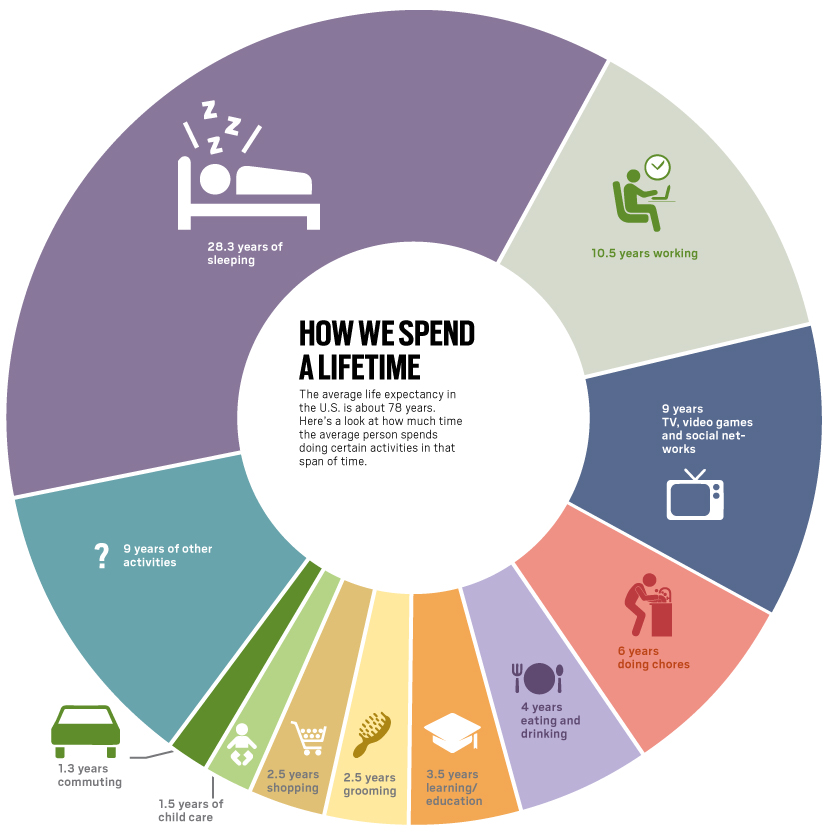 Z
Z
Z
28.3 years of
sleeping
10.5 years working
HOW WE SPEND
A LIFETIME
The average life expectancy in
the U.S. is about 78 years.
Here's a look at how much time
the average person spends
doing certain activities in that
span of time.
9 years
TV, video games
and social net-
works
? 9 years of other
activities
6 years
doing chores
4 years
eating and
drinking
3.5 years
learning/
education
2.5 years
grooming
2.5 years
shopping
1.5 years of
child care
1.3 years
commuting